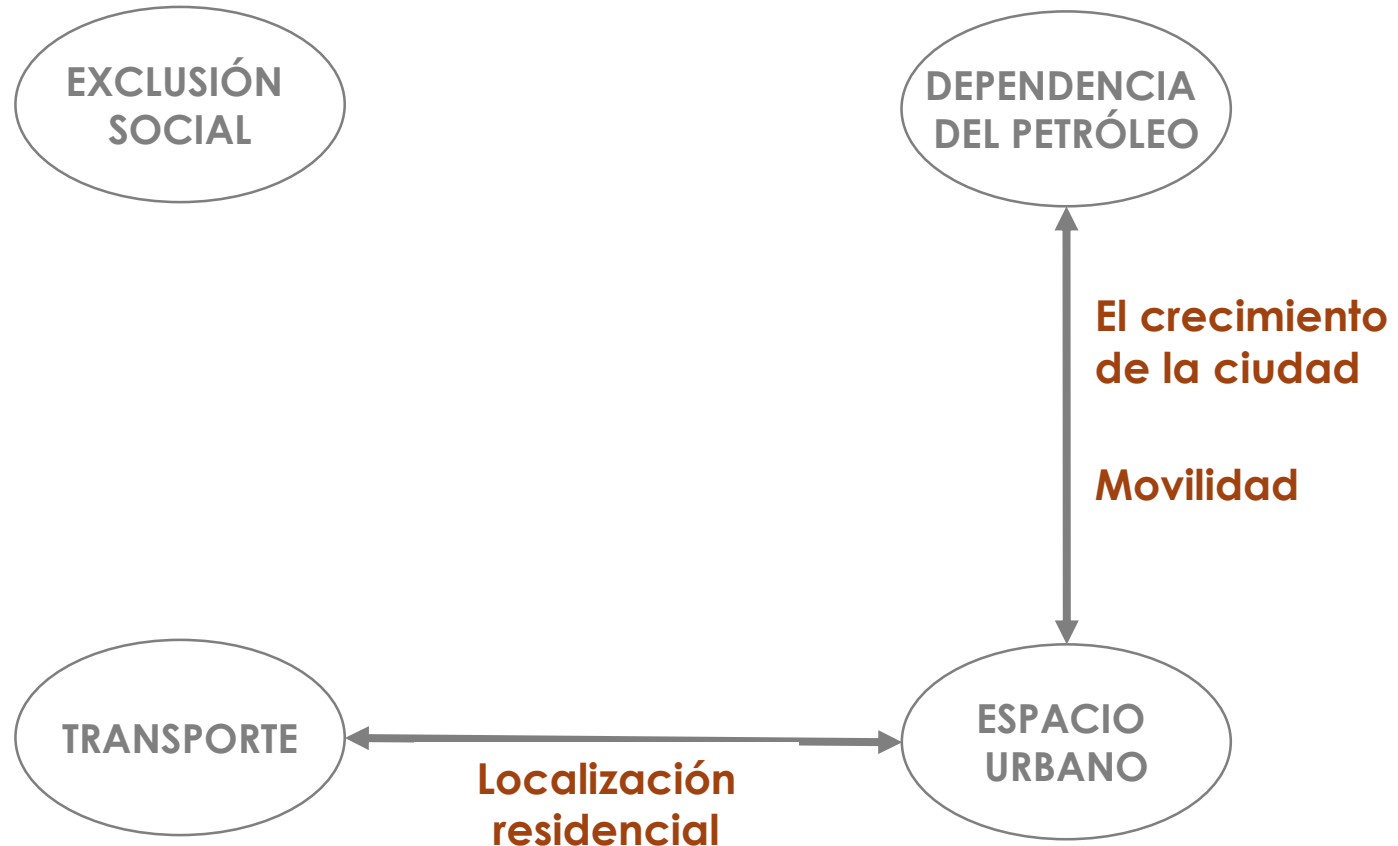 EXCLUSIÓN
SOCIAL
DEPENDENCIA
DEL PETRÓLEO
El crecimiento
de la ciudad
Movilidad
TRANSPORTE
Localización
residencial
ESPACIO
URBANO